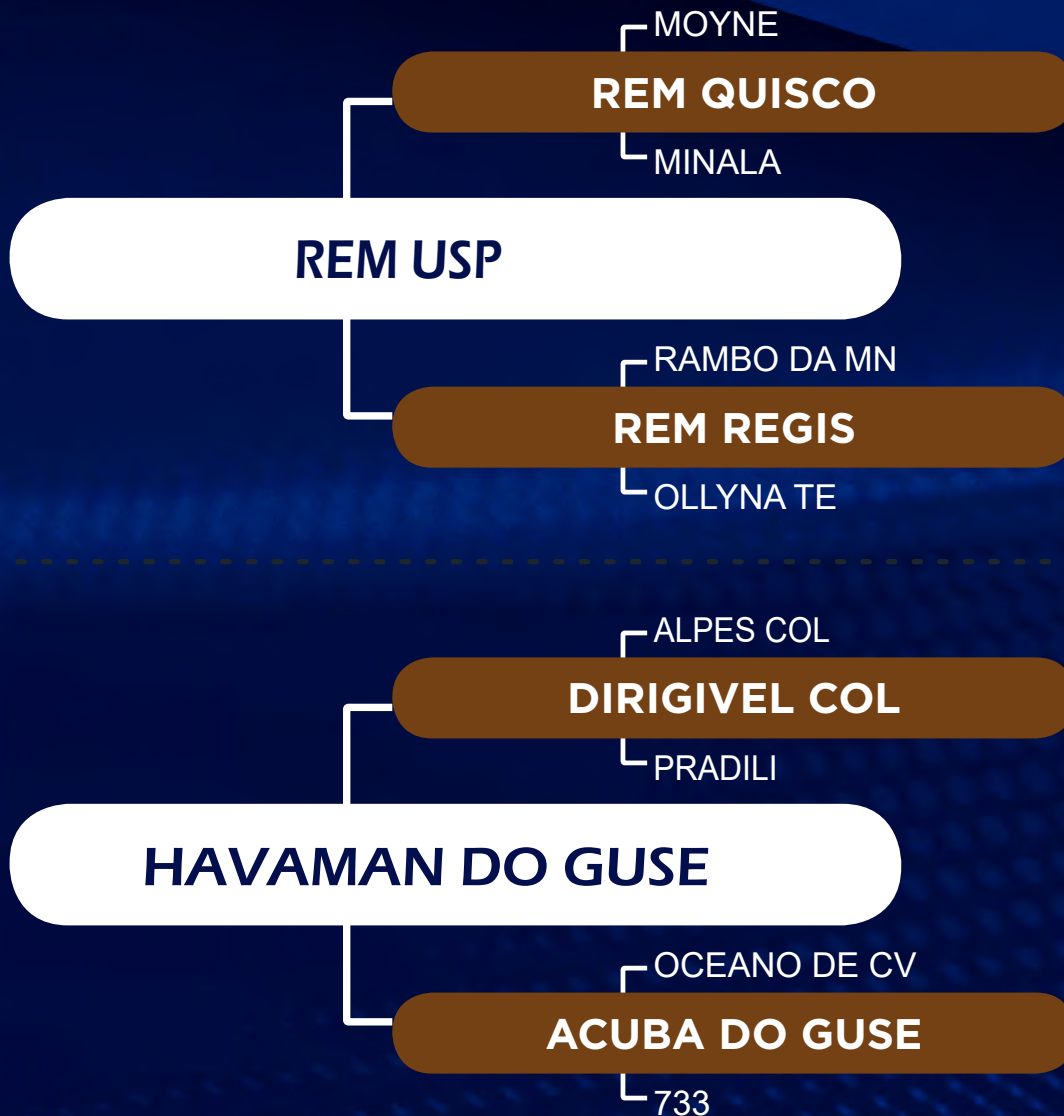 MOYNE
REM QUISCO
MINALA
REM USP
RAMBO DA MN
REM REGIS
OLLYNA TE
ALPES COL
DIRIGIVEL COL
PRADILI
HAVAMAN DO GUSE
OCEANO DE CV
ACUBA DO GUSE
733